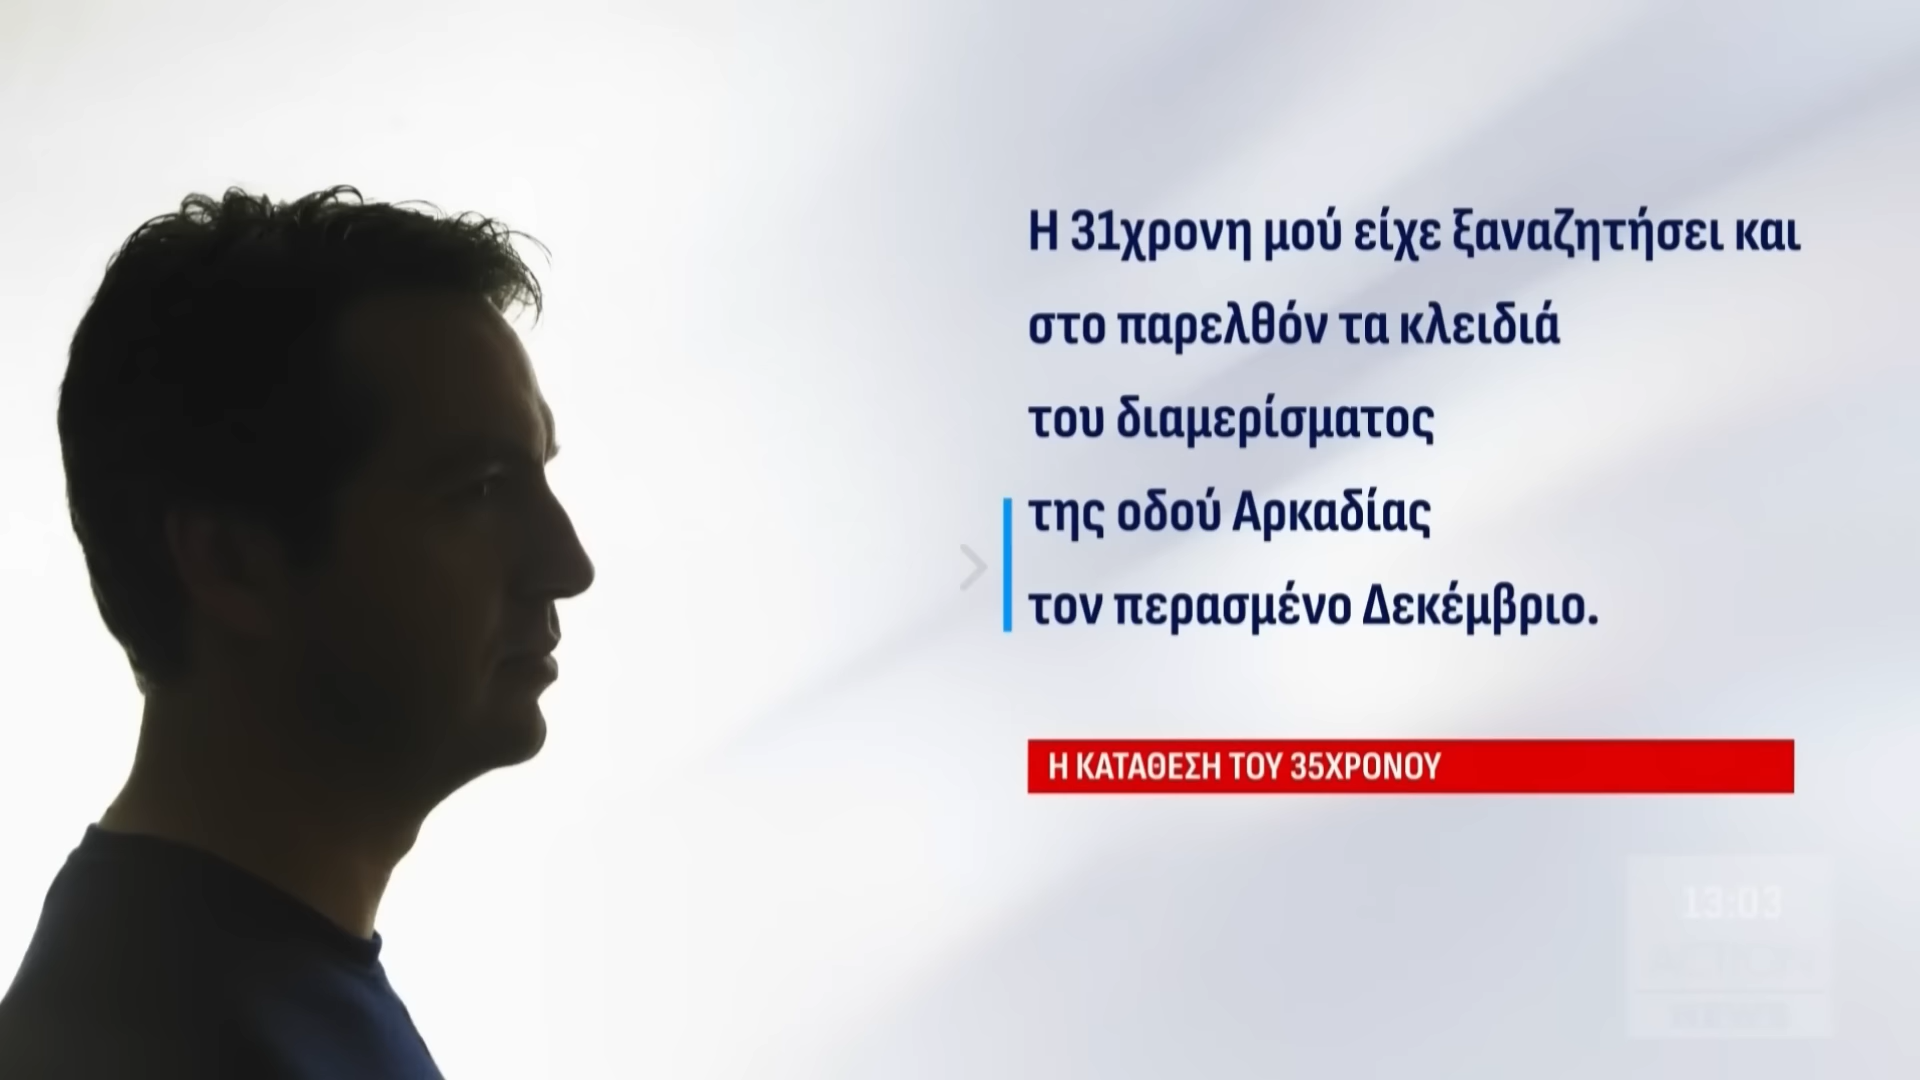 Η 31χρονη μού είχε ξαναζητήσει και
στο παρελθόν τα κλειδιά
του διαμερίσματος
της οδού Αρκαδίας
τον περασμένο Δεκέμβριο.
Η ΚΑΤΑΘΕΣΗ ΤΟΥ 35ΧΡΟΝΟΥ
13:03
NEWS